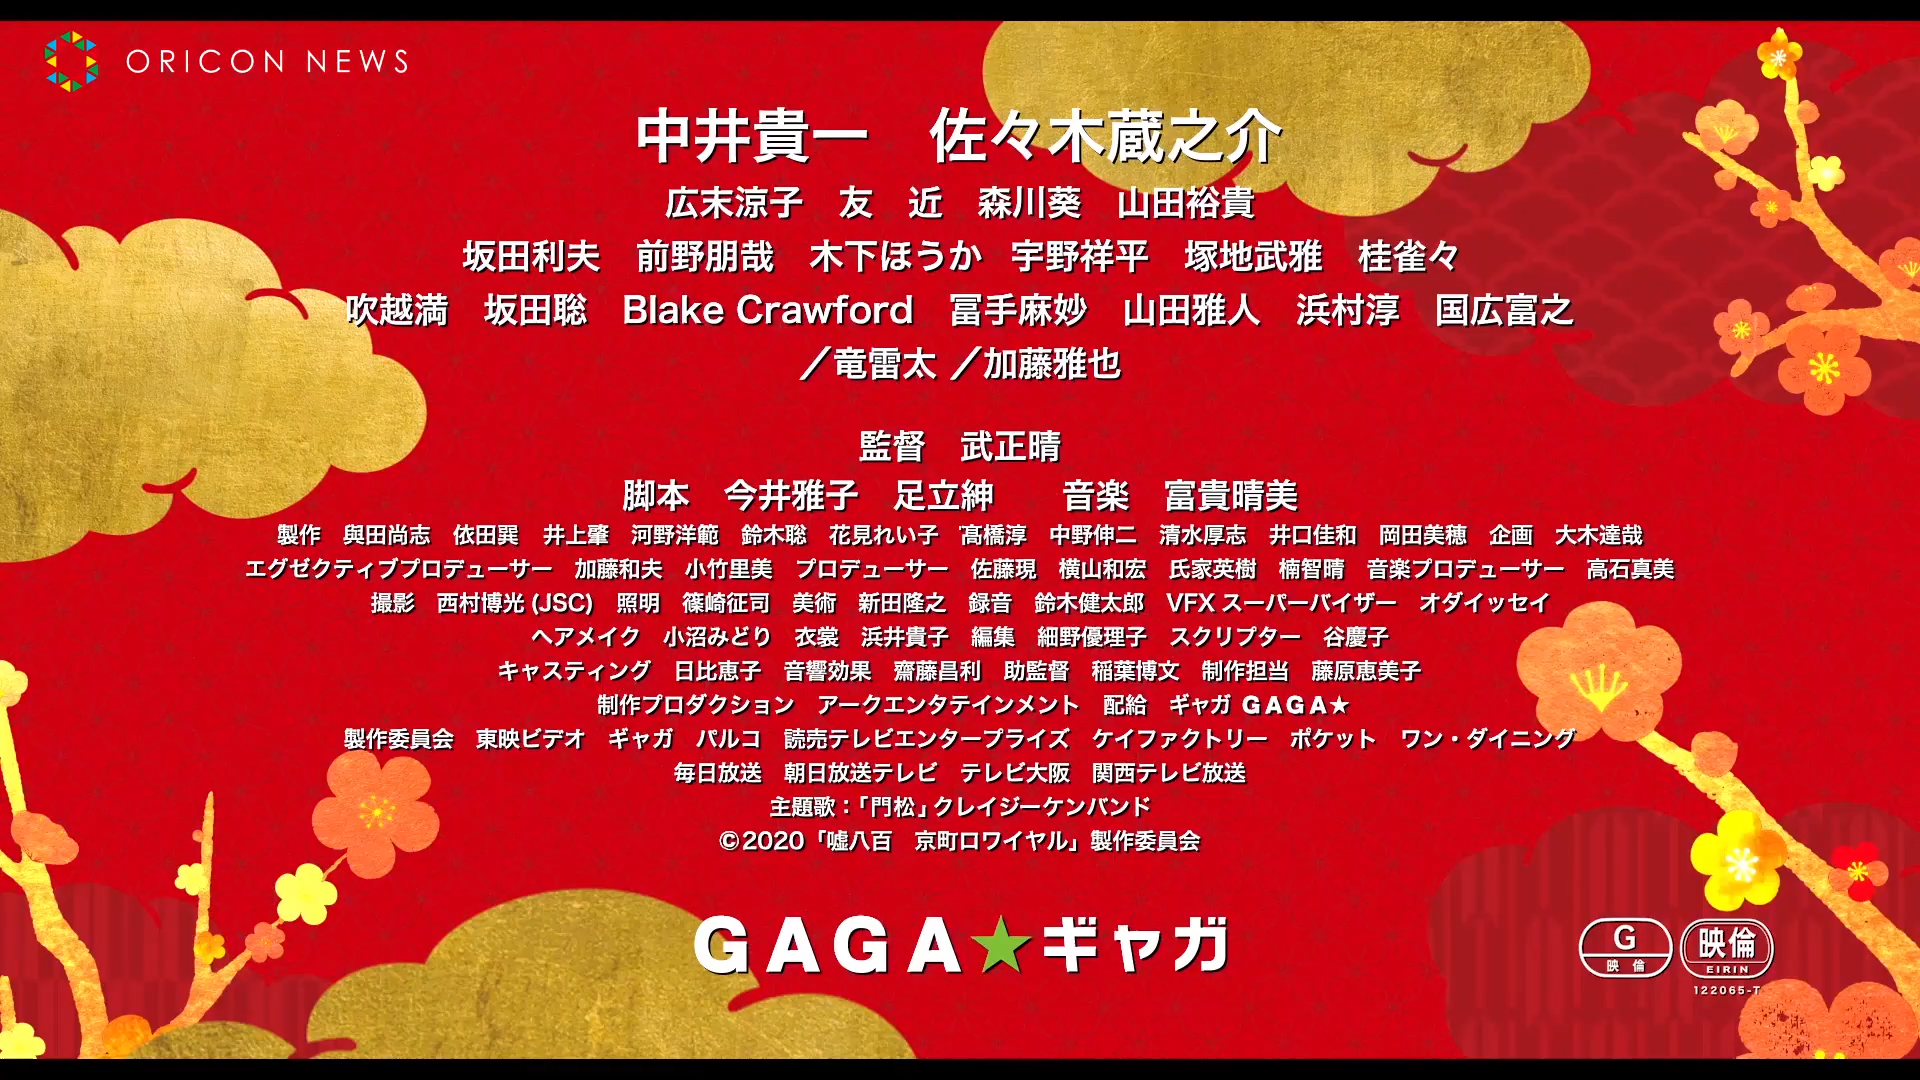 ORICON NEWS
中井貴一　佐々木蔵之介
広末涼子　友　近　森川葵　山田裕貴
坂田利夫　前野朋哉　木下ほうか　宇野祥平　塚地武雅　桂雀々
吹越満　坂田聡　Blake Crawford　冨手麻妙　山田雅人　浜村淳　国広富之
／竜雷太 ／加藤雅也
監督　武正晴
脚本　今井雅子　足立紳　　音楽　富貴晴美
製作　與田尚志　依田巽　井上肇　河野洋範　鈴木聡　花見れい子　髙橋淳　中野伸二　清水厚志　井口佳和　岡田美穂　企画　大木達哉
エグゼクティブプロデューサー　加藤和夫　小竹里美　プロデューサー　佐藤現　横山和宏　氏家英樹　楠智晴　音楽プロデューサー　高石真美
撮影　西村博光 (JSC)　照明　篠崎征司　美術　新田隆之　録音　鈴木健太郎　VFX スーパーバイザー　オダイッセイ
ヘアメイク　小沼みどり　衣裳　浜井貴子　編集　細野優理子　スクリプター　谷慶子
キャスティング　日比恵子　音響効果　齋藤昌利　助監督　稲葉博文　制作担当　藤原恵美子
制作プロダクション　アークエンタテインメント　配給　ギャガ GAGA★
製作委員会　東映ビデオ　ギャガ　パルコ　読売テレビエンタープライズ　ケイファクトリー　ポケット　ワン・ダイニング
毎日放送　朝日放送テレビ　テレビ大阪　関西テレビ放送
主題歌：「門松」クレイジーケンバンド
©2020「嘘八百　京町ロワイヤル」製作委員会
GAGA★ギャガ
G
映倫
映倫
EIRIN
122065-T